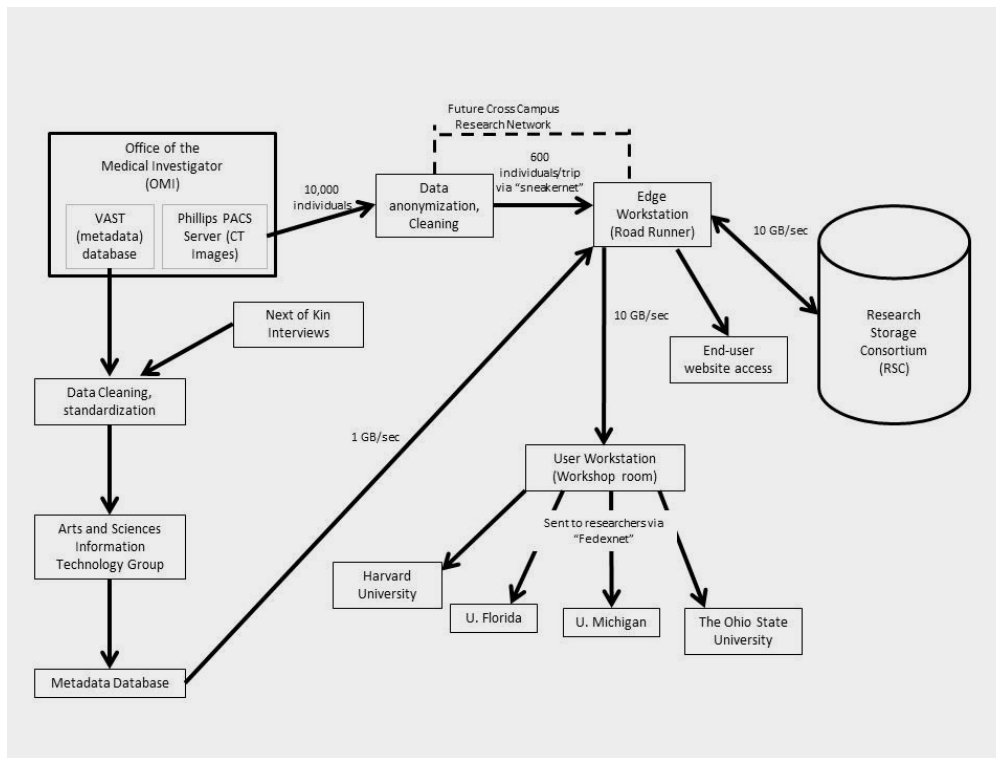 Future Cross Campus
Research Network
Office of the
Medical Investigator
(OMI)
VAST
(metadata)
database
Phillips PACS
Server (CT
Images)
10,000
individuals
Data
anonymization,
Cleaning
600
individuals/trip
via "sneakernet"
Edge
Workstation
(Road Runner)
10 GB/sec
Research
Storage
Consortium
(RSC)
Next of Kin
Interviews
10 GB/sec
End-user
website access
Data Cleaning,
standardization
1 GB/sec
User Workstation
(Workshop room)
Arts and Sciences
Information
Technology Group
Sent to researchers via
"Fedexnet"
Harvard
University
U. Florida
U. Michigan
The Ohio State
University
Metadata Database